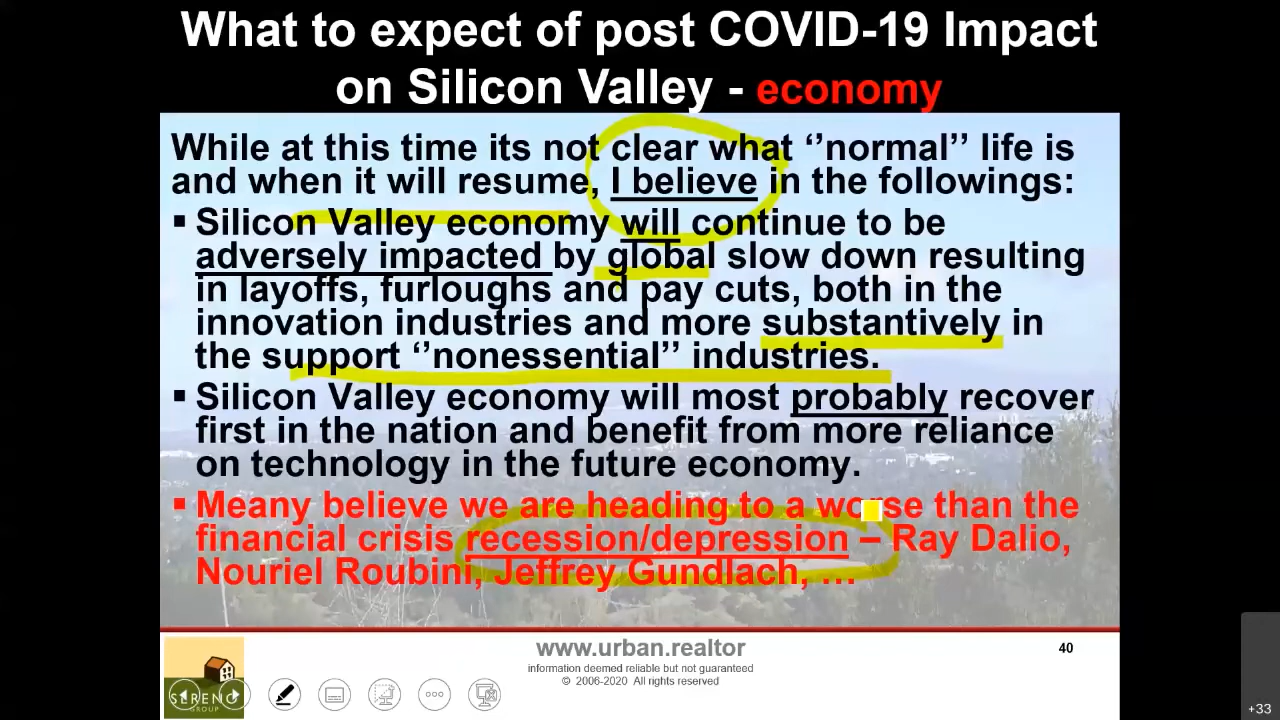 What to expect of post COVID-19 Impact
on Silicon Valley - economy
While at this time its not clear what ‘’normal’’ life is
and when it will resume, I believe in the followings:
▪ Silicon Valley economy will continue to be
adversely impacted by global slow down resulting
in layoffs, furloughs and pay cuts, both in the
innovation industries and more substantively in
the support ‘’nonessential’’ industries.
▪ Silicon Valley economy will most probably recover
first in the nation and benefit from more reliance
on technology in the future economy.
▪ Meany believe we are heading to a worse than the
financial crisis recession/depression – Ray Dalio,
Nouriel Roubini, Jeffrey Gundlach, …
www.urban.realtor
40
information deemed reliable but not guaranteed
© 2006-2020 All rights reserved
SERENO
GROUP
+33